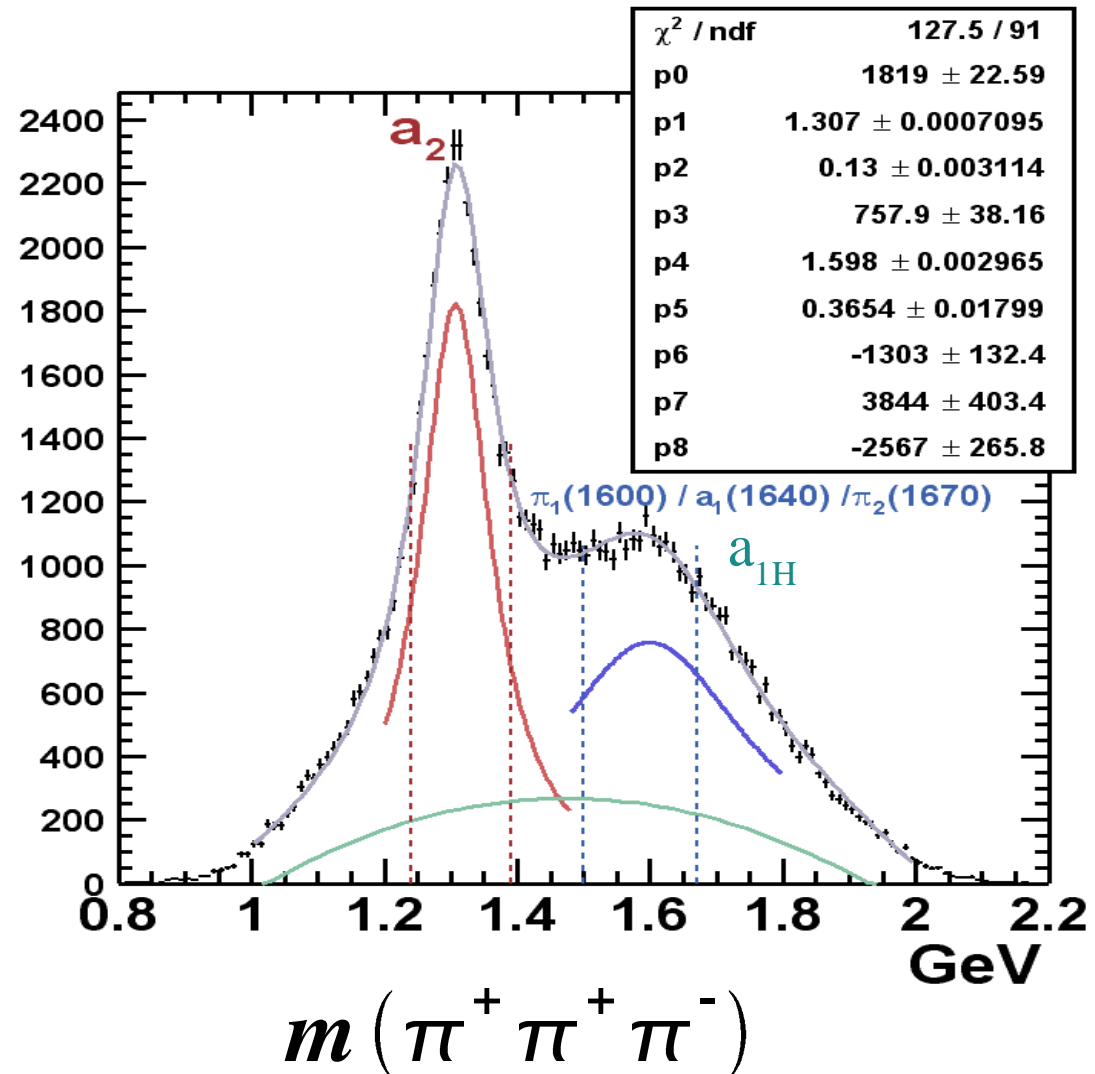 χ² / ndf 127.5 / 91
p0 1819 ± 22.59
p1 1.307 ± 0.0007095
p2 0.13 ± 0.003114
p3 757.9 ± 38.16
p4 1.598 ± 0.002965
p5 0.3654 ± 0.01799
p6 -1303 ± 132.4
p7 3844 ± 403.4
p8 -2567 ± 265.8
a₂
π₁(1600) / a₁(1640) /π₂(1670)
a₁H
2400
2200
2000
1800
1600
1400
1200
1000
800
600
400
200
0
0.8 1 1.2 1.4 1.6 1.8 2 2.2
GeV
m (π⁺ π⁺ π⁻)